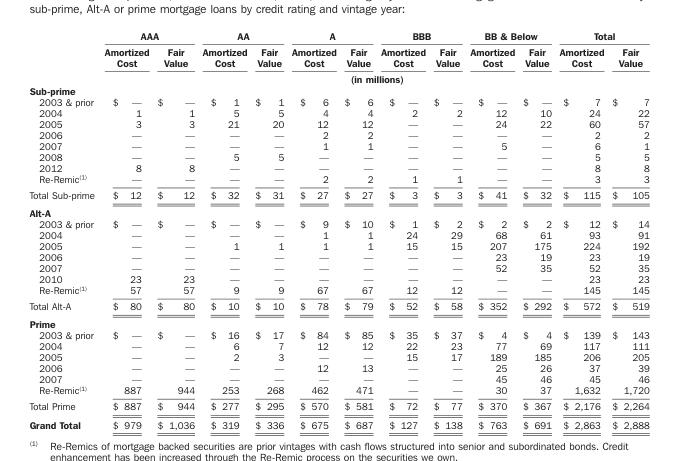 sub-prime, Alt-A or prime mortgage loans by credit rating and vintage year:
AAA AA A BBB BB & Below Total
Amortized Fair Amortized Fair Amortized Fair Amortized Fair Amortized Fair Amortized Fair
Cost Value Cost Value Cost Value Cost Value Cost Value Cost Value
(in millions)
Sub-prime
2003 & prior $ — $ — $ 1 $ 1 $ 6 $ 6 $ — $ — $ — $ — $ 7 $ 7
2004 1 1 5 5 4 4 2 2 12 10 24 22
2005 3 3 21 20 12 12 — — 24 22 60 57
2006 — — — — 2 2 — — — — 2 2
2007 — — — — 1 1 — — 5 — 6 1
2008 — — 5 5 — — — — — — 5 5
2012 8 8 — — — — — — — — 8 8
Re-Remic(1) — — — — 2 2 1 1 — — 3 3
Total Sub-prime $ 12 $ 12 $ 32 $ 31 $ 27 $ 27 $ 3 $ 3 $ 41 $ 32 $ 115 $ 105
Alt-A
2003 & prior $ — $ — $ — $ — $ 9 $ 10 $ 1 $ 2 $ 2 $ 2 $ 12 $ 14
2004 — — — — 1 1 24 29 68 61 93 91
2005 — — 1 1 1 1 15 15 207 175 224 192
2006 — — — — — — — — 23 19 23 19
2007 — — — — — — — — 52 35 52 35
2010 23 23 — — — — — — — — 23 23
Re-Remic(1) 57 57 9 9 67 67 12 12 — — 145 145
Total Alt-A $ 80 $ 80 $ 10 $ 10 $ 78 $ 79 $ 52 $ 58 $ 352 $ 292 $ 572 $ 519
Prime
2003 & prior $ — $ — $ 16 $ 17 $ 84 $ 85 $ 35 $ 37 $ 4 $ 4 $ 139 $ 143
2004 — — 6 7 12 12 22 23 77 69 117 111
2005 — — 2 3 — — 15 17 189 185 206 205
2006 — — — — 12 13 — — 25 26 37 39
2007 — — — — — — — — 45 46 45 46
Re-Remic(1) 887 944 253 268 462 471 — — 30 37 1,632 1,720
Total Prime $ 887 $ 944 $ 277 $ 295 $ 570 $ 581 $ 72 $ 77 $ 370 $ 367 $ 2,176 $ 2,264
Grand Total $ 979 $ 1,036 $ 319 $ 336 $ 675 $ 687 $ 127 $ 138 $ 763 $ 691 $ 2,863 $ 2,888
(1) Re-Remics of mortgage backed securities are prior vintages with cash flows structured into senior and subordinated bonds. Credit
enhancement has been increased through the Re-Remic process on the securities we own.